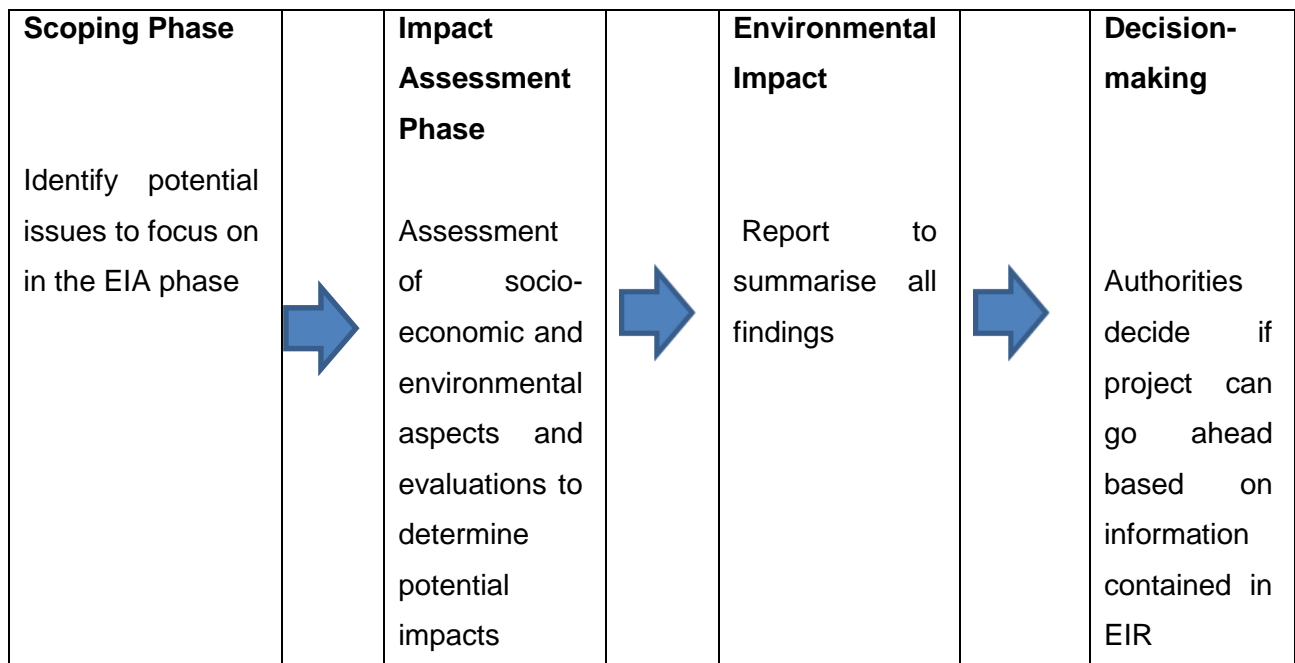 Scoping Phase
Identify potential
issues to focus on
in the EIA phase
Impact
Assessment
Phase
Assessment
of socio-
economic and
environmental
aspects and
evaluations to
determine
potential
impacts
Environmental
Impact
Report to
summarise all
findings
Decision-
making
Authorities
decide if
project can
go ahead
based on
information
contained in
EIR